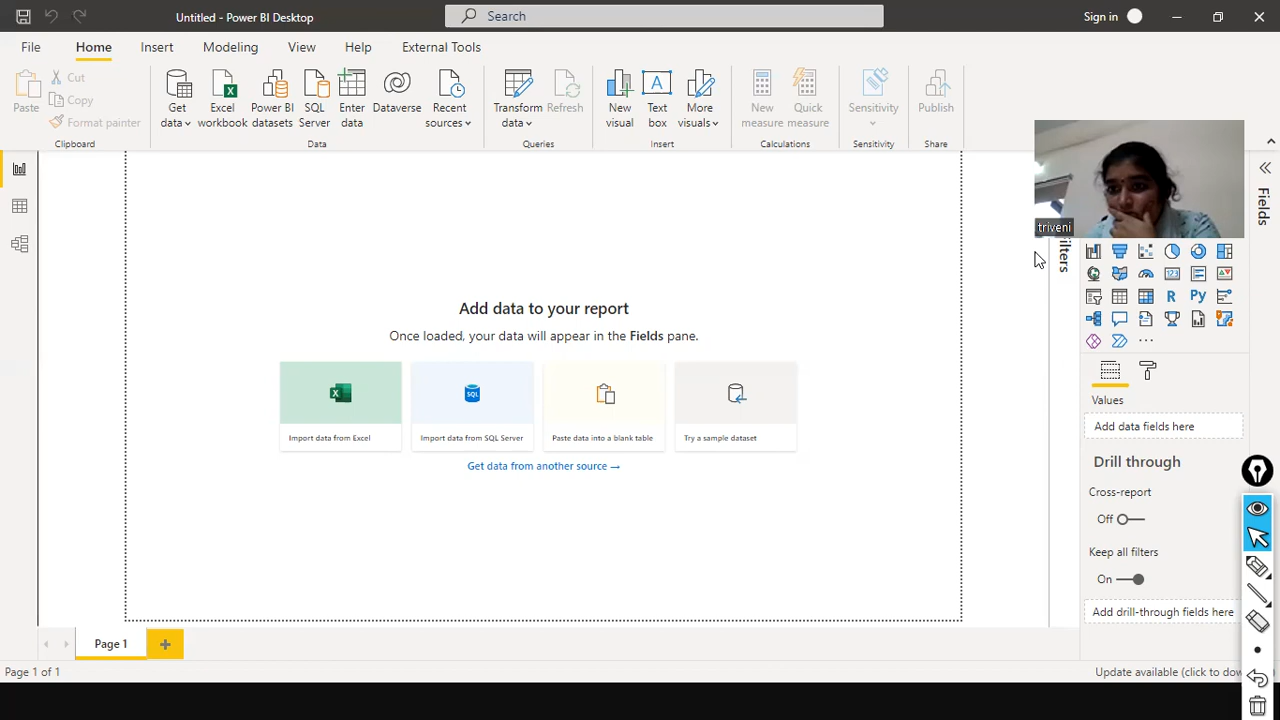 Untitled - Power BI Desktop
Search
Sign in
File Home Insert Modeling View Help External Tools
Paste
Cut
Copy
Format painter
Clipboard
Get data
Excel workbook
Power BI datasets
SQL Server
Enter data
Dataverse
Recent sources
Data
Transform data
Refresh
Queries
New visual
Text box
More visuals
Insert
New measure
Quick measure
Calculations
Sensitivity
Sensitivity
Publish
Share
triveni
Fields
Add data to your report
Once loaded, your data will appear in the Fields pane.
X
SQL
Import data from Excel
Import data from SQL Server
Paste data into a blank table
Try a sample dataset
Get data from another source →
R
Py
123
Values
Add data fields here
Drill through
Cross-report
Off
Keep all filters
On
Add drill-through fields here
Page 1
Page 1 of 1
Update available (click to